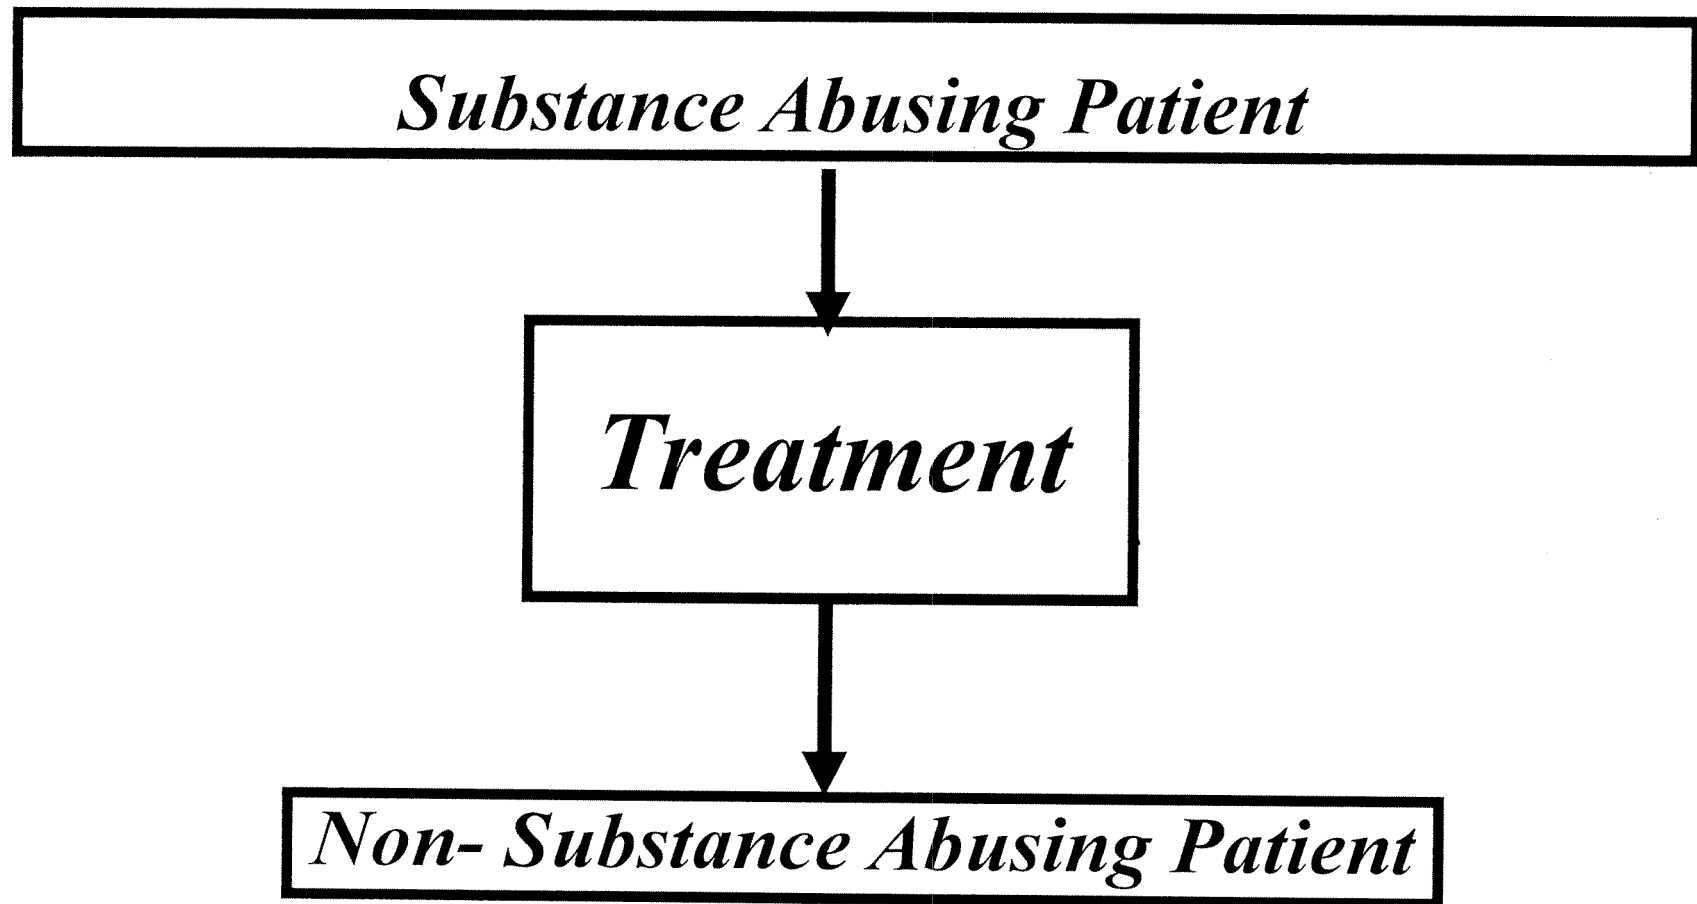 Substance Abusing Patient
Treatment
Non- Substance Abusing Patient